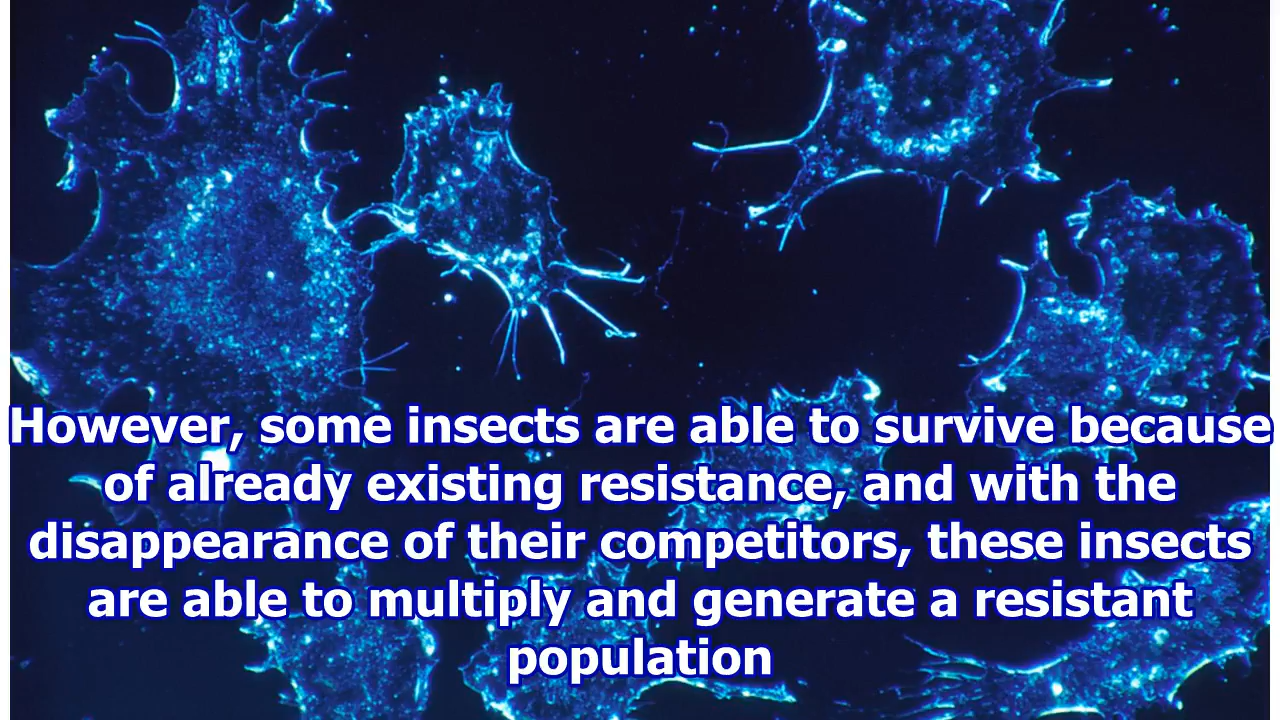 However, some insects are able to survive because
of already existing resistance, and with the
disappearance of their competitors, these insects
are able to multiply and generate a resistant
population